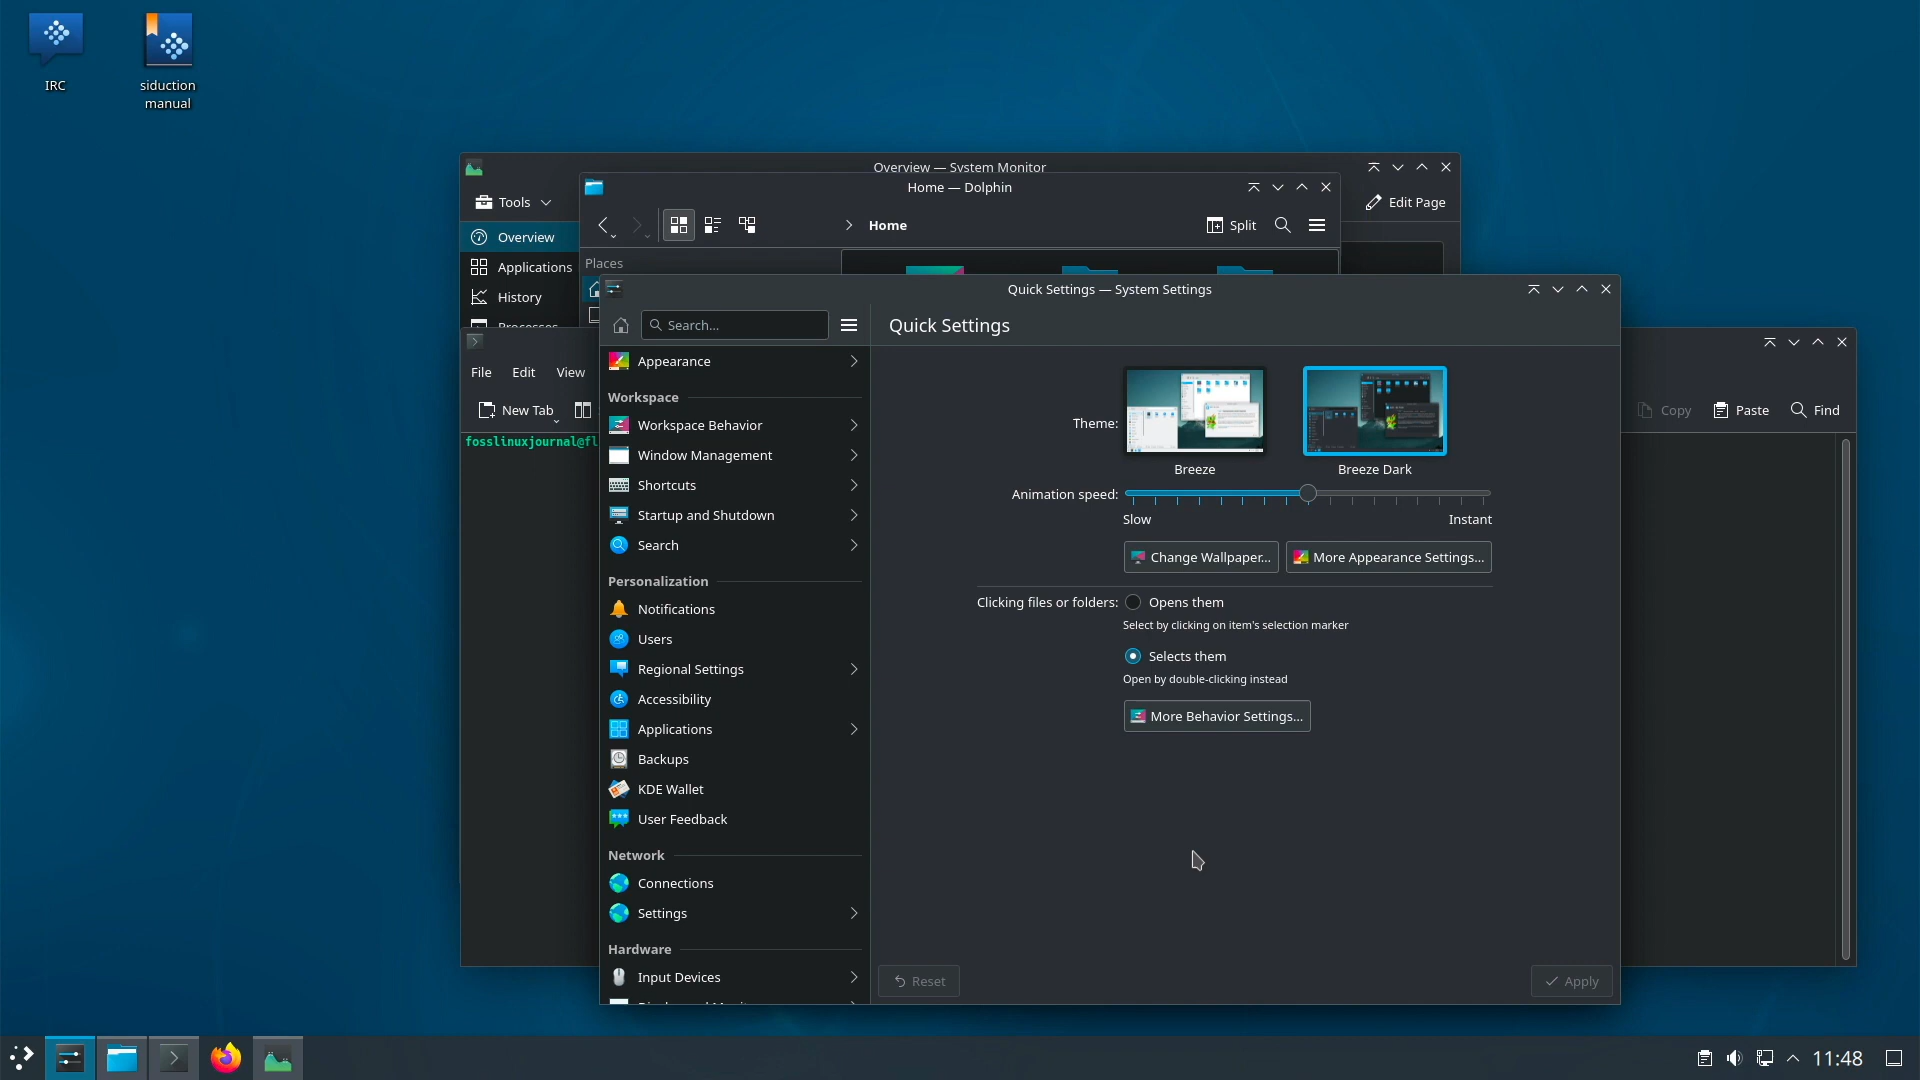 IRC
siduction
manual
Overview — System Monitor
Tools
Edit Page
Overview
Applications
History
Processes
Home — Dolphin
Home
Split
Places
File
Edit
View
New Tab
Copy
Paste
Find
fosslinuxjournal@fl
Quick Settings — System Settings
Search...
Quick Settings
Appearance
Workspace
Workspace Behavior
Window Management
Shortcuts
Startup and Shutdown
Search
Personalization
Notifications
Users
Regional Settings
Accessibility
Applications
Backups
KDE Wallet
User Feedback
Network
Connections
Settings
Hardware
Input Devices
Theme:
Breeze
Breeze Dark
Animation speed:
Slow
Instant
Change Wallpaper...
More Appearance Settings...
Clicking files or folders:
Opens them
Select by clicking on item's selection marker
Selects them
Open by double-clicking instead
More Behavior Settings...
Reset
Apply
11:48